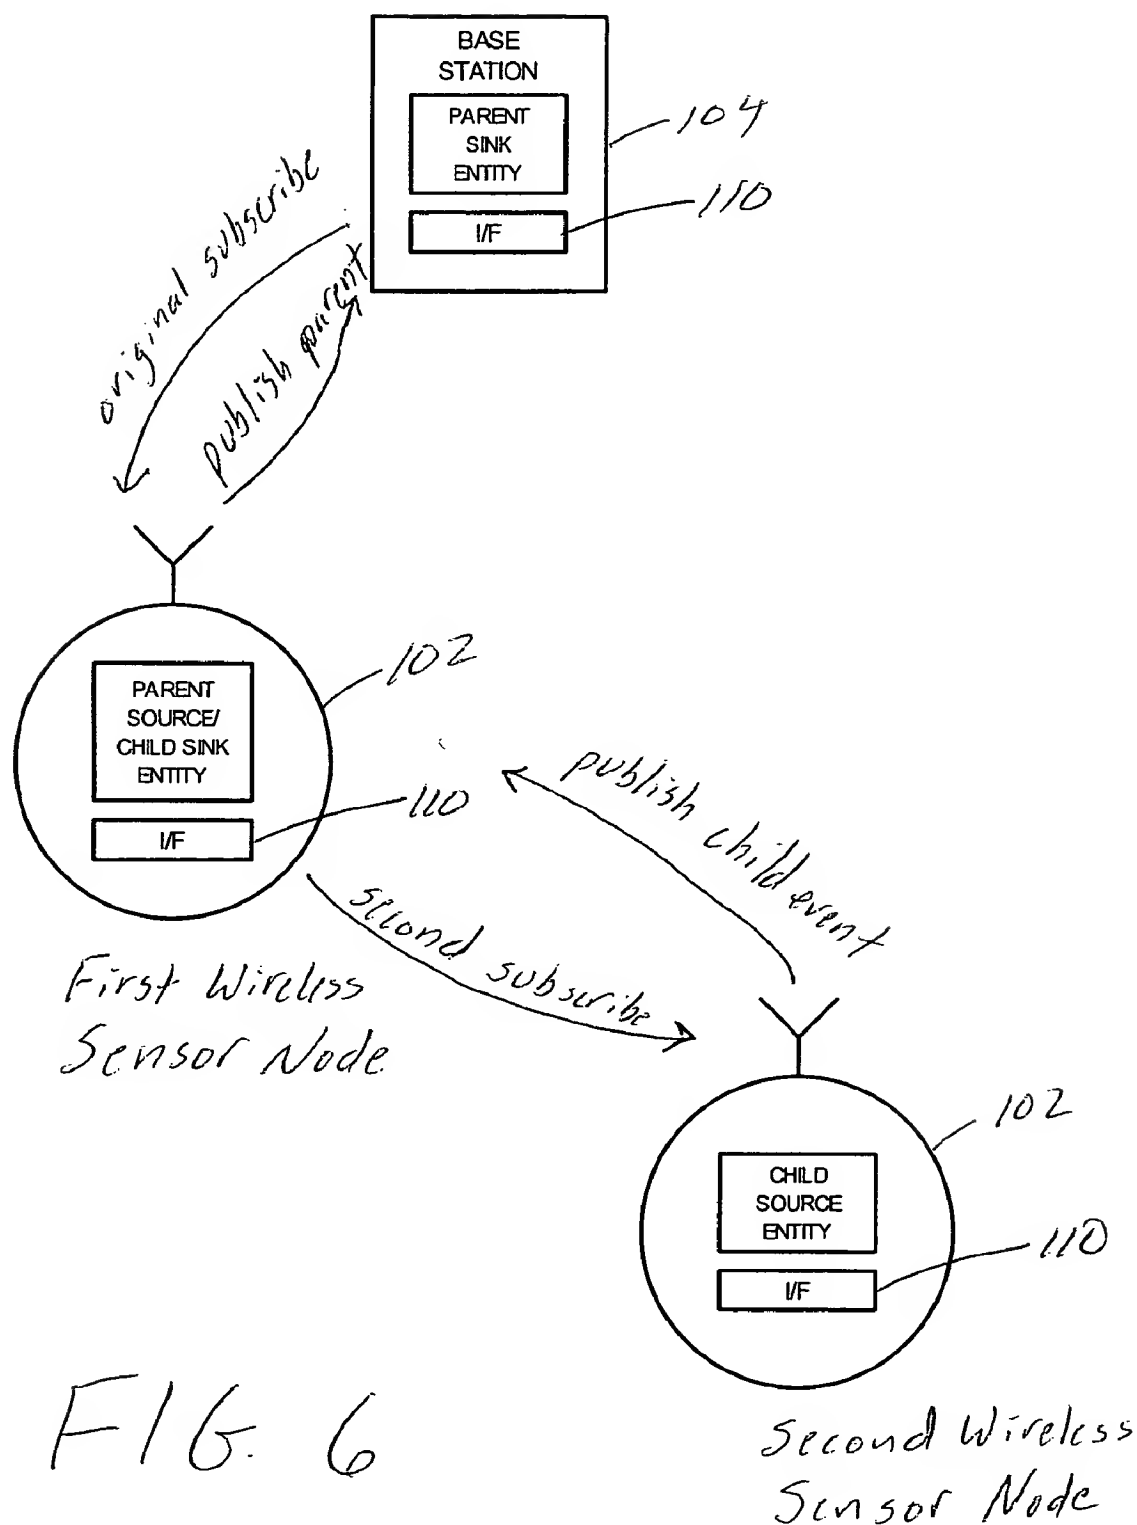 BASE
STATION
PARENT
SINK
ENTITY
I/F
104
110
original subscribe
publish parent
PARENT
SOURCE/
CHILD SINK
ENTITY
I/F
102
110
publish child event
second subscribe
First Wireless
Sensor Node
CHILD
SOURCE
ENTITY
I/F
102
110
Second Wireless
Sensor Node
FIG. 6